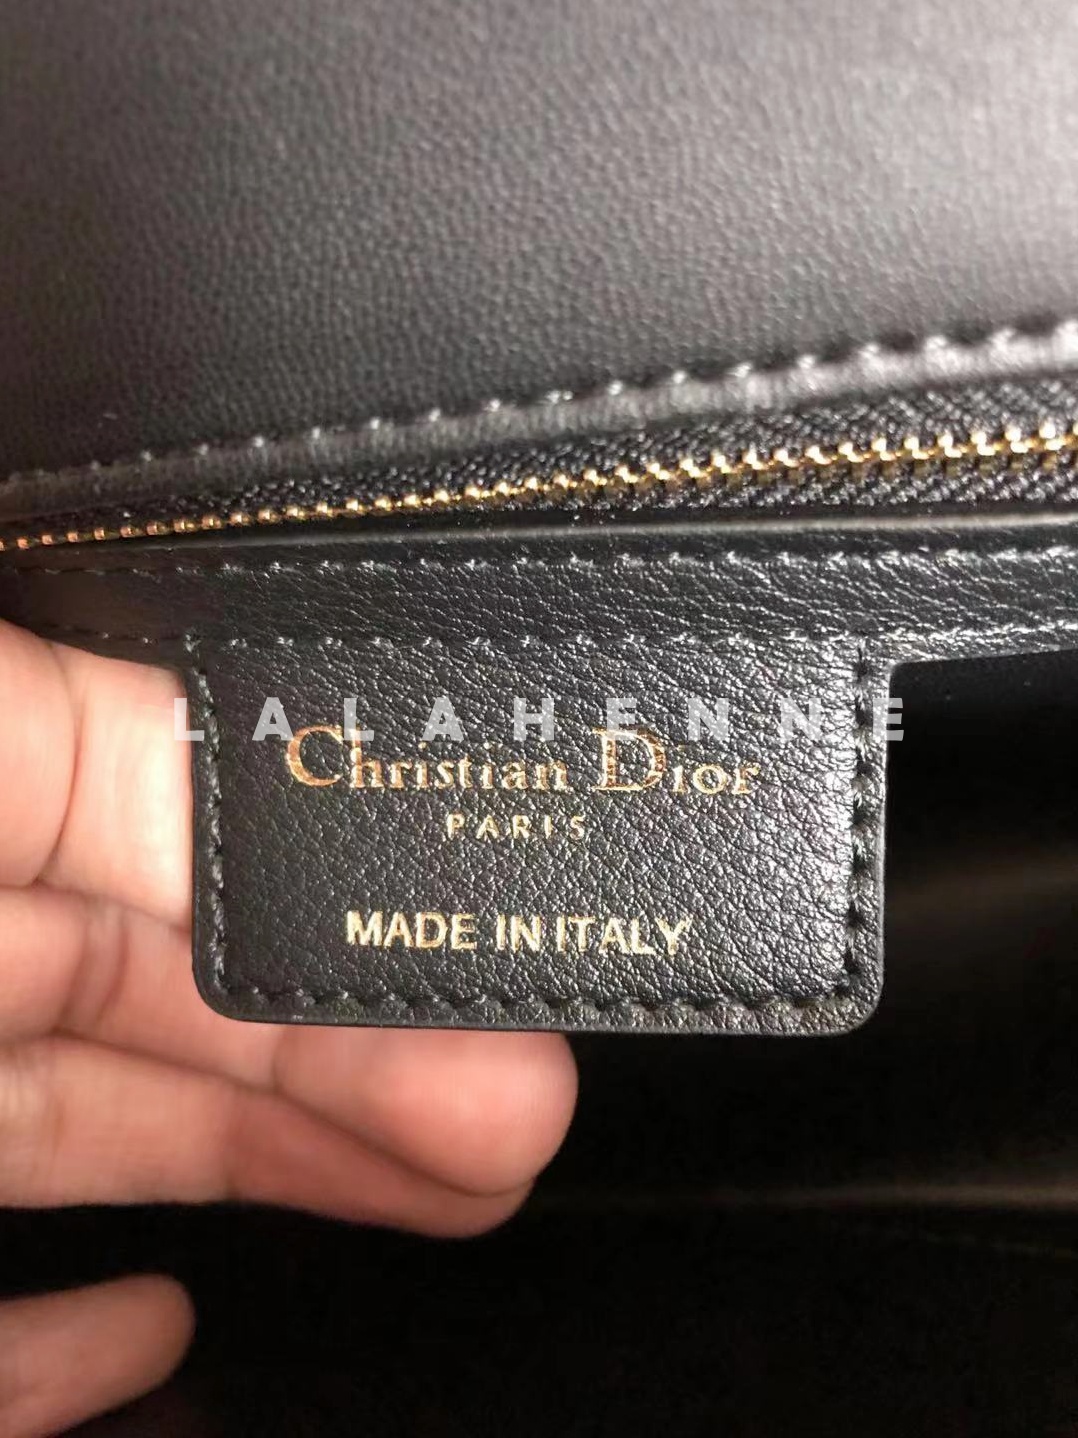 LALAHENNE
Christian Dior
PARIS
MADE IN ITALY